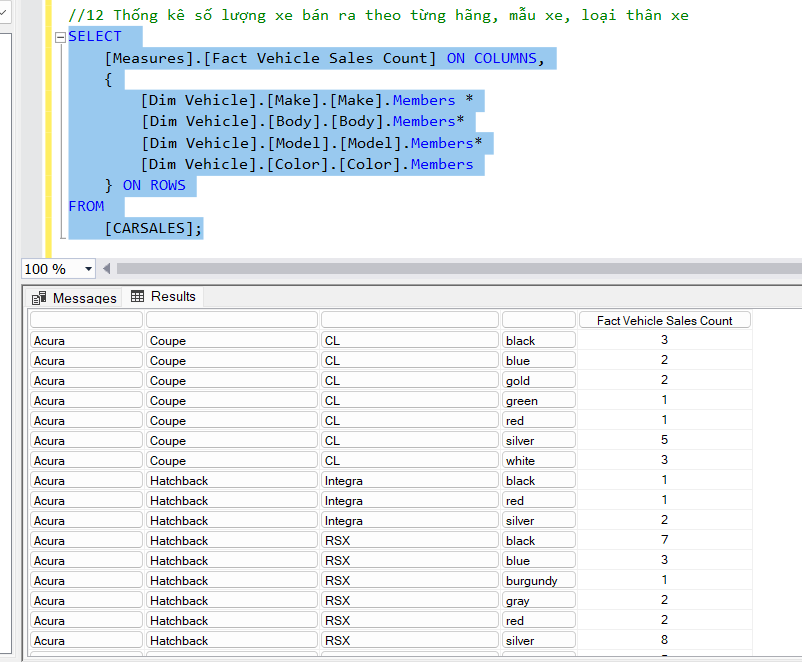 //12 Thống kê số lượng xe bán ra theo từng hãng, mẫu xe, loại thân xe
SELECT
[Measures].[Fact Vehicle Sales Count] ON COLUMNS,
{
[Dim Vehicle].[Make].[Make].Members *
[Dim Vehicle].[Body].[Body].Members*
[Dim Vehicle].[Model].[Model].Members*
[Dim Vehicle].[Color].[Color].Members
} ON ROWS
FROM
[CARSALES];
100 %
Messages Results
Fact Vehicle Sales Count
Acura Coupe CL black 3
Acura Coupe CL blue 2
Acura Coupe CL gold 2
Acura Coupe CL green 1
Acura Coupe CL red 1
Acura Coupe CL silver 5
Acura Coupe CL white 3
Acura Hatchback Integra black 1
Acura Hatchback Integra red 1
Acura Hatchback Integra silver 2
Acura Hatchback RSX black 7
Acura Hatchback RSX blue 3
Acura Hatchback RSX burgundy 1
Acura Hatchback RSX gray 2
Acura Hatchback RSX red 2
Acura Hatchback RSX silver 8